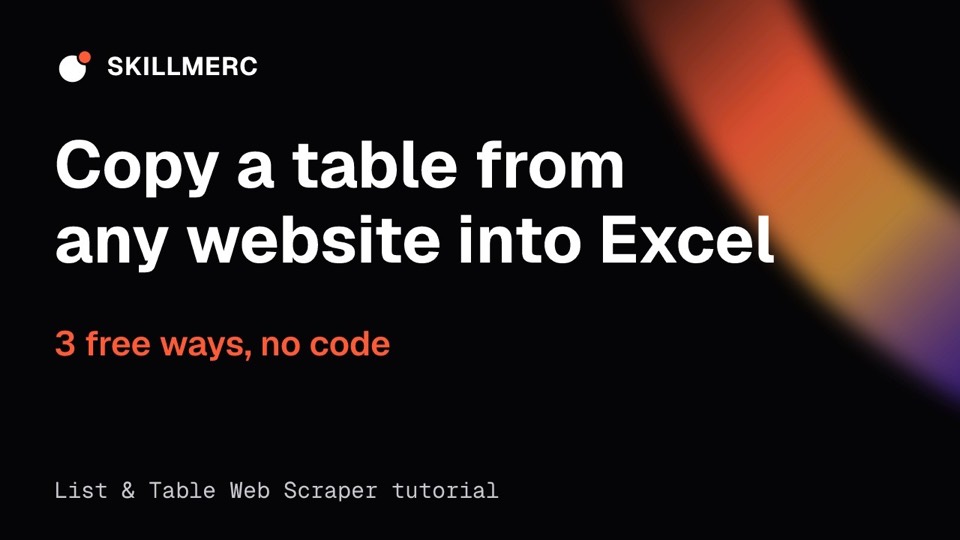 SKILLMERC
Copy a table from
any website into Excel
3 free ways, no code
List & Table Web Scraper tutorial